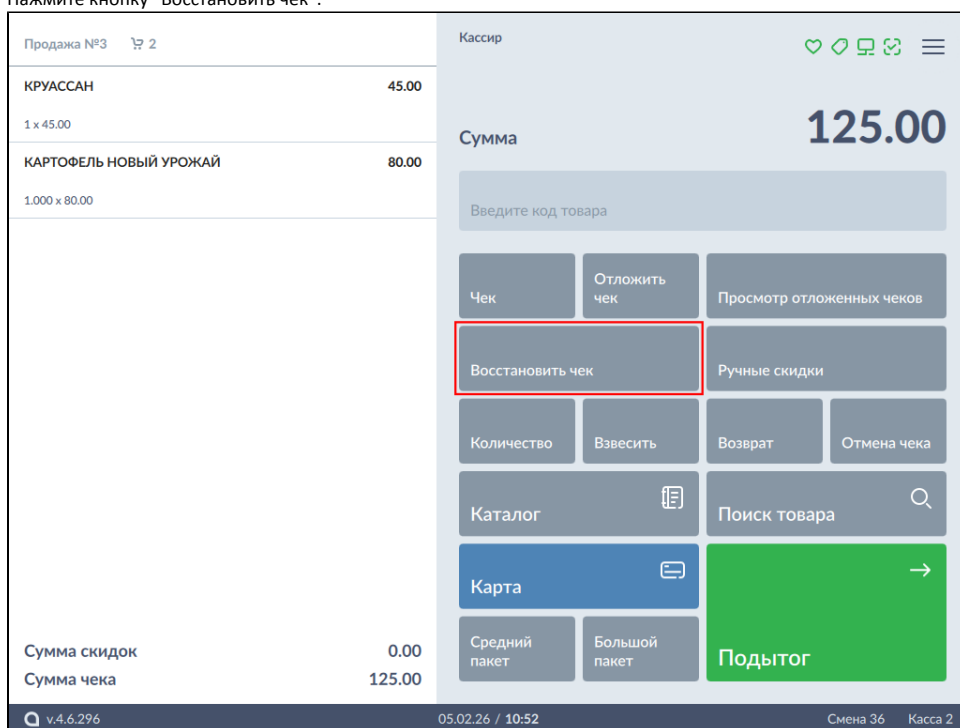 Нажмите кнопку "Восстановить чек".
Продажа №3 2
КРУАССАН 45.00
1 x 45.00
КАРТОФЕЛЬ НОВЫЙ УРОЖАЙ 80.00
1.000 x 80.00
Сумма скидок 0.00
Сумма чека 125.00
Кассир
Сумма 125.00
Введите код товара
Чек
Отложить
чек
Просмотр отложенных чеков
Восстановить чек
Ручные скидки
Количество
Взвесить
Возврат
Отмена чека
Каталог
Поиск товара
Карта
Средний
пакет
Большой
пакет
Подытог
v.4.6.296 05.02.26 / 10:52 Смена 36 Касса 2